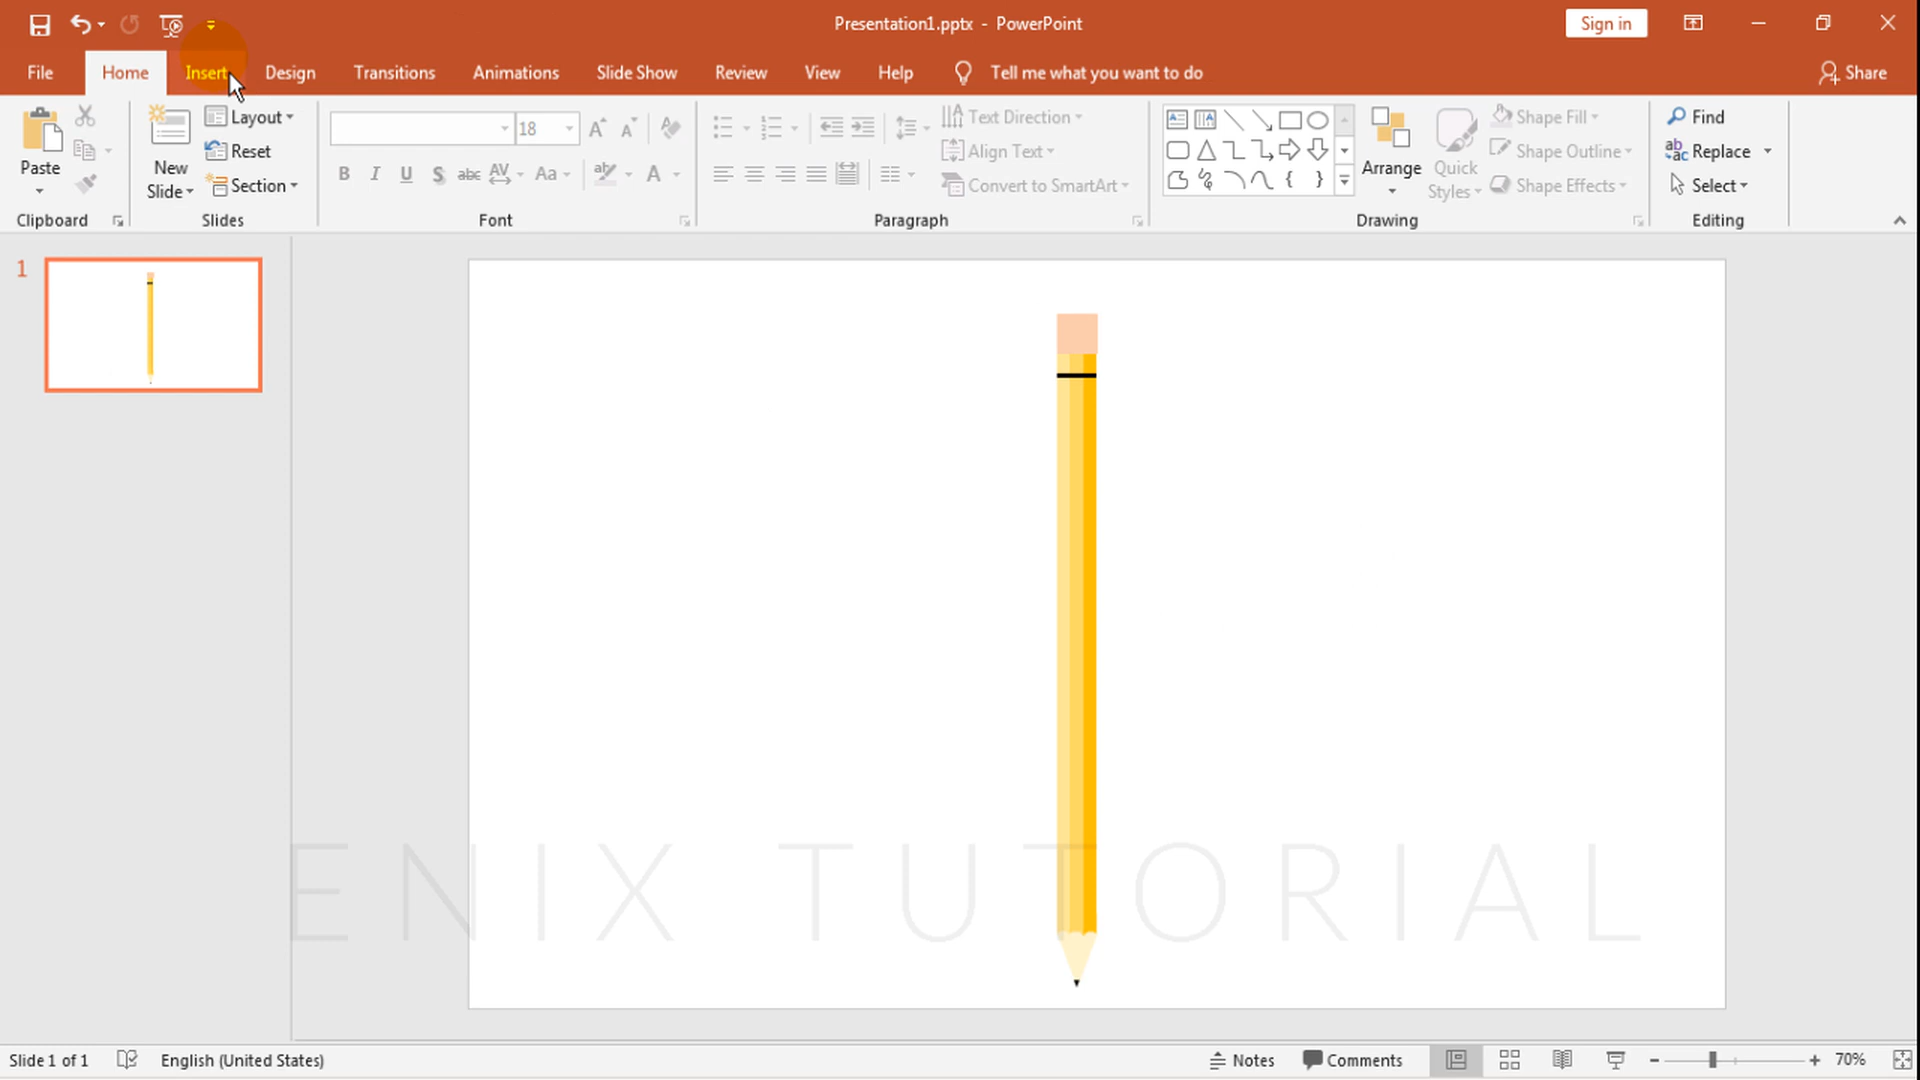 Presentation1.pptx - PowerPoint
Sign in
File Home Insert Design Transitions Animations Slide Show Review View Help Tell me what you want to do Share
Paste
Clipboard
New Slide
Layout
Reset
Section
Slides
18
B I U S abc AV Aa A
Font
Text Direction
Align Text
Convert to SmartArt
Paragraph
Arrange
Quick Styles
Shape Fill
Shape Outline
Shape Effects
Drawing
Find
Replace
Select
Editing
1
ENIX TUTORIAL
Slide 1 of 1 English (United States) Notes Comments 70%